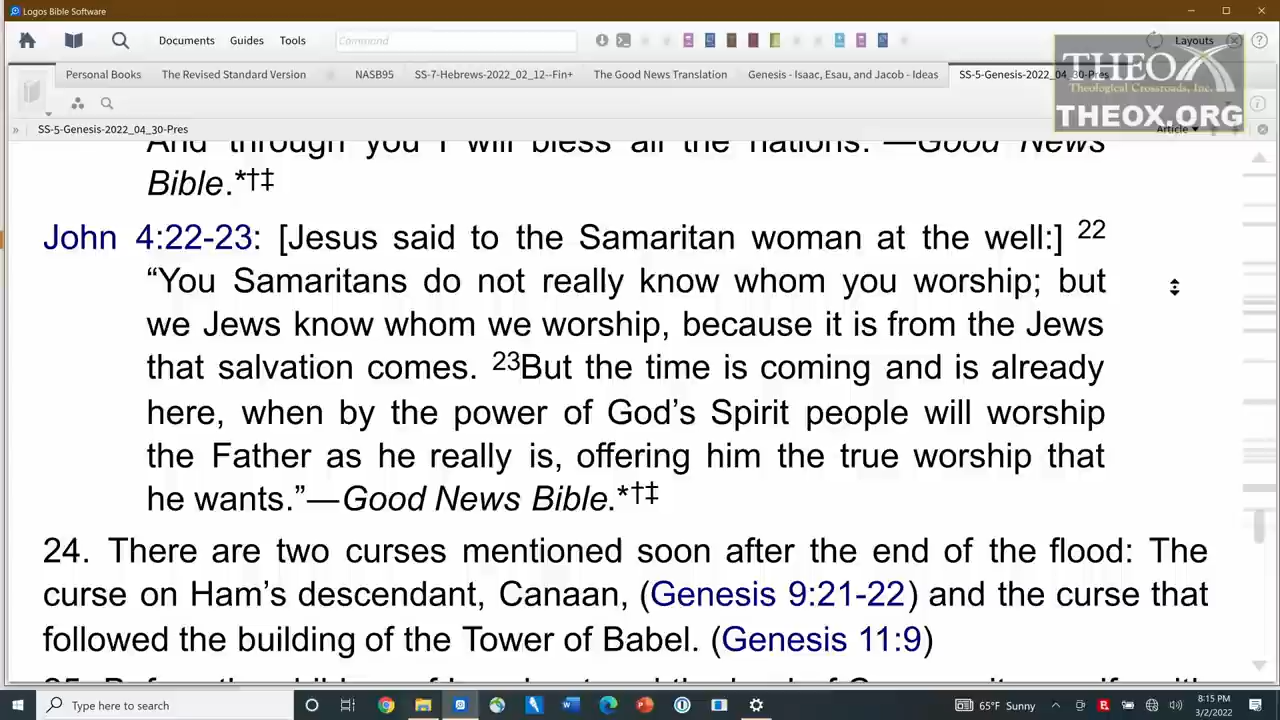 Logos Bible Software
Documents Guides Tools Command Layouts
THEOX
Theological Crossroads, Inc.
THEOX.ORG
Personal Books The Revised Standard Version NASB95 SS-7-Hebrews-2022_02_12--Fin+ The Good News Translation Genesis - Isaac, Esau, and Jacob - Ideas SS-5-Genesis-2022_04_30-Pres
» SS-5-Genesis-2022_04_30-Pres Article
And through you I will bless all the nations. —Good News
Bible.*†‡
John 4:22-23: [Jesus said to the Samaritan woman at the well:] 22
“You Samaritans do not really know whom you worship; but
we Jews know whom we worship, because it is from the Jews
that salvation comes. 23But the time is coming and is already
here, when by the power of God’s Spirit people will worship
the Father as he really is, offering him the true worship that
he wants.”—Good News Bible.*†‡
24. There are two curses mentioned soon after the end of the flood: The
curse on Ham’s descendant, Canaan, (Genesis 9:21-22) and the curse that
followed the building of the Tower of Babel. (Genesis 11:9)
Type here to search
65°F Sunny
8:15 PM
3/2/2022